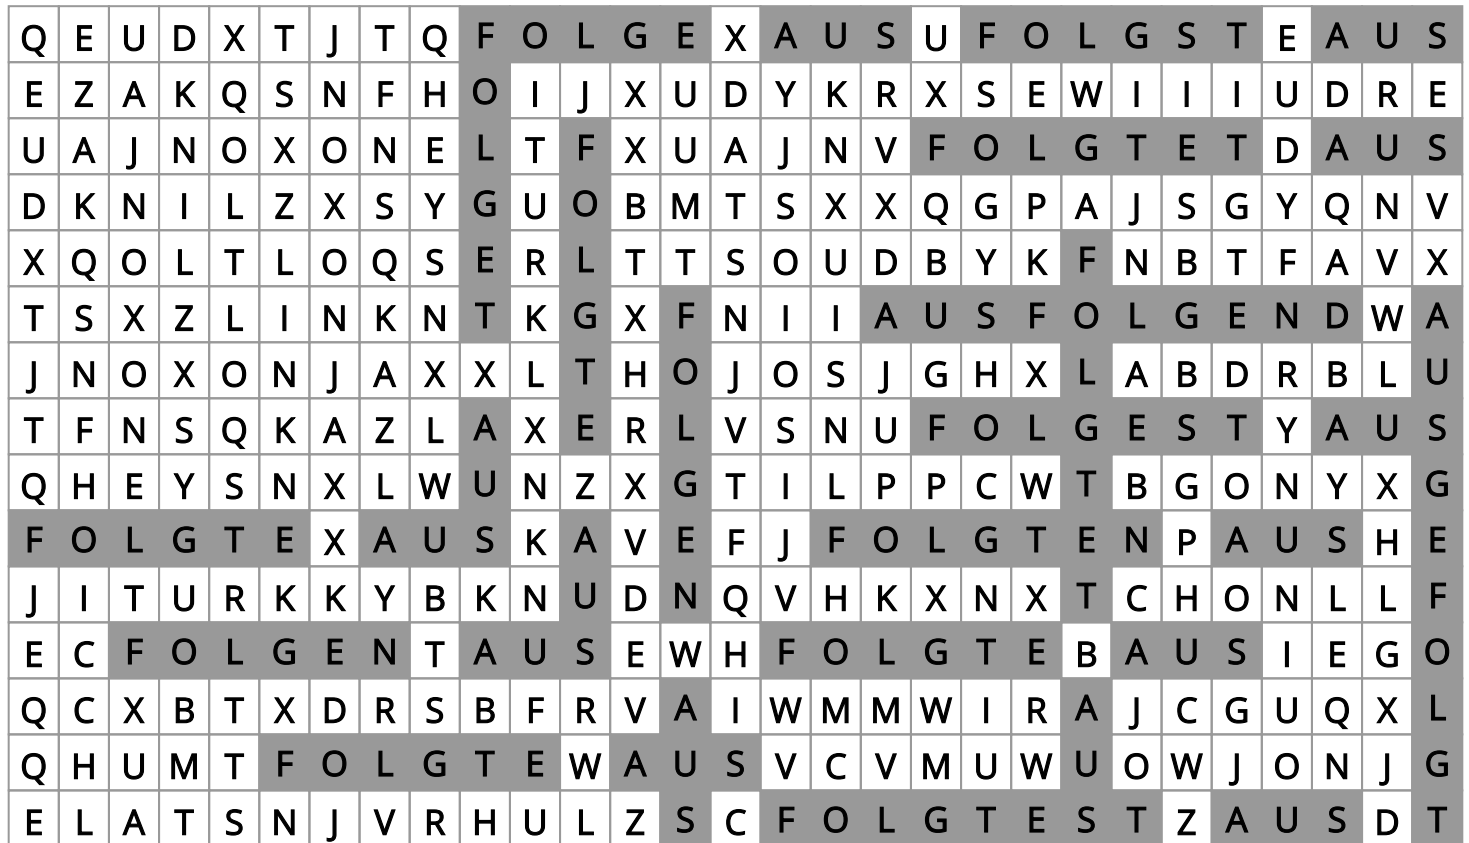 Q E U D X T J T Q F O L G E X A U S U F O L G S T E A U S
E Z A K Q S N F H O I J X U D Y K R X S E W I I I U D R E
U A J N O X O N E L T F X U A J N V F O L G T E T D A U S
D K N I L Z X S Y G U O B M T S X X Q G P A J S G Y Q N V
X Q O L T L O Q S E R L T T S O U D B Y K F N B T F A V X
T S X Z L I N K N T K G X F N I I A U S F O L G E N D W A
J N O X O N J A X X L T H O J O S J G H X L A B D R B L U
T F N S Q K A Z L A X E R L V S N U F O L G E S T Y A U S
Q H E Y S N X L W U N Z X G T I L P P C W T B G O N Y X G
F O L G T E X A U S K A V E F J F O L G T E N P A U S H E
J I T U R K K Y B K N U D N Q V H K X N X T C H O N L L F
E C F O L G E N T A U S E W H F O L G T E B A U S I E G O
Q C X B T X D R S B F R V A I W M M W I R A J C G U Q X L
Q H U M T F O L G T E W A U S V C V M U W U O W J O N J G
E L A T S N J V R H U L Z S C F O L G T E S T Z A U S D T